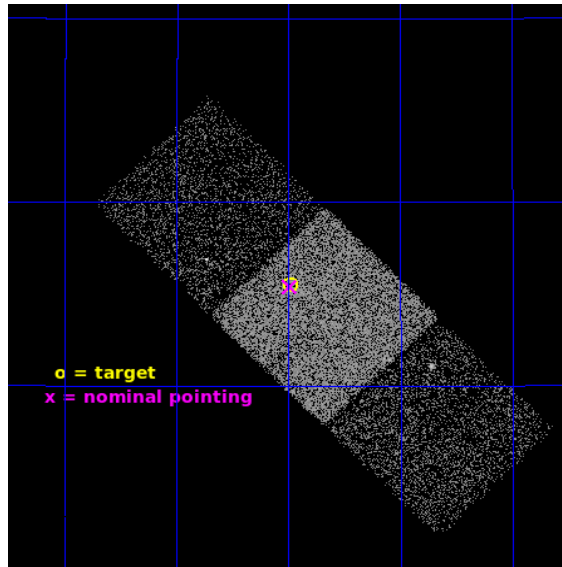 o = target
x = nominal pointing